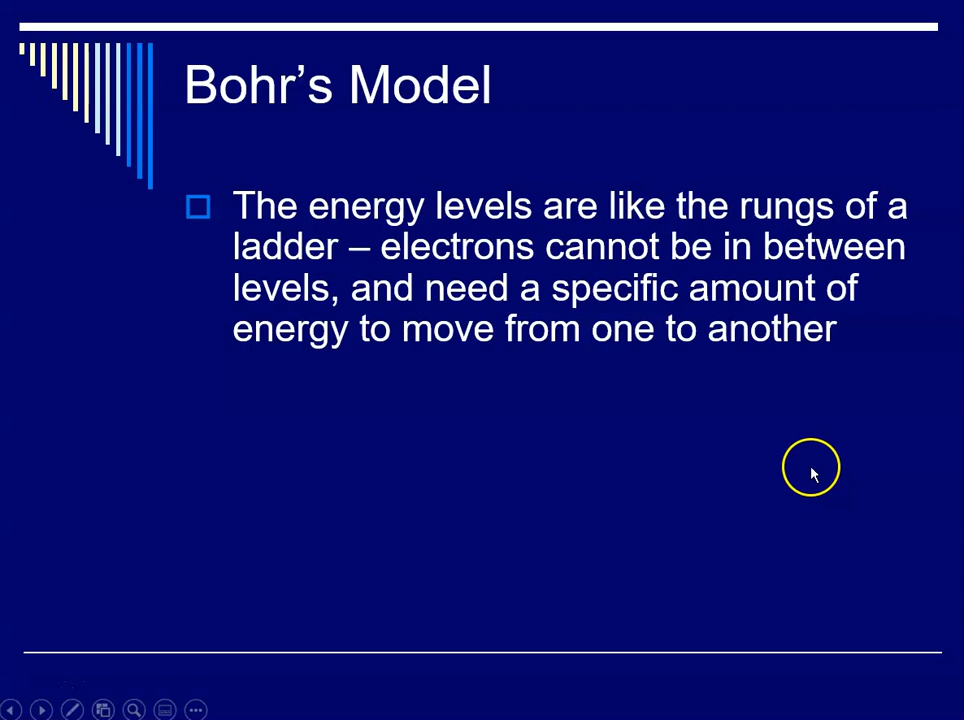 Bohr’s Model
The energy levels are like the rungs of a
ladder – electrons cannot be in between
levels, and need a specific amount of
energy to move from one to another